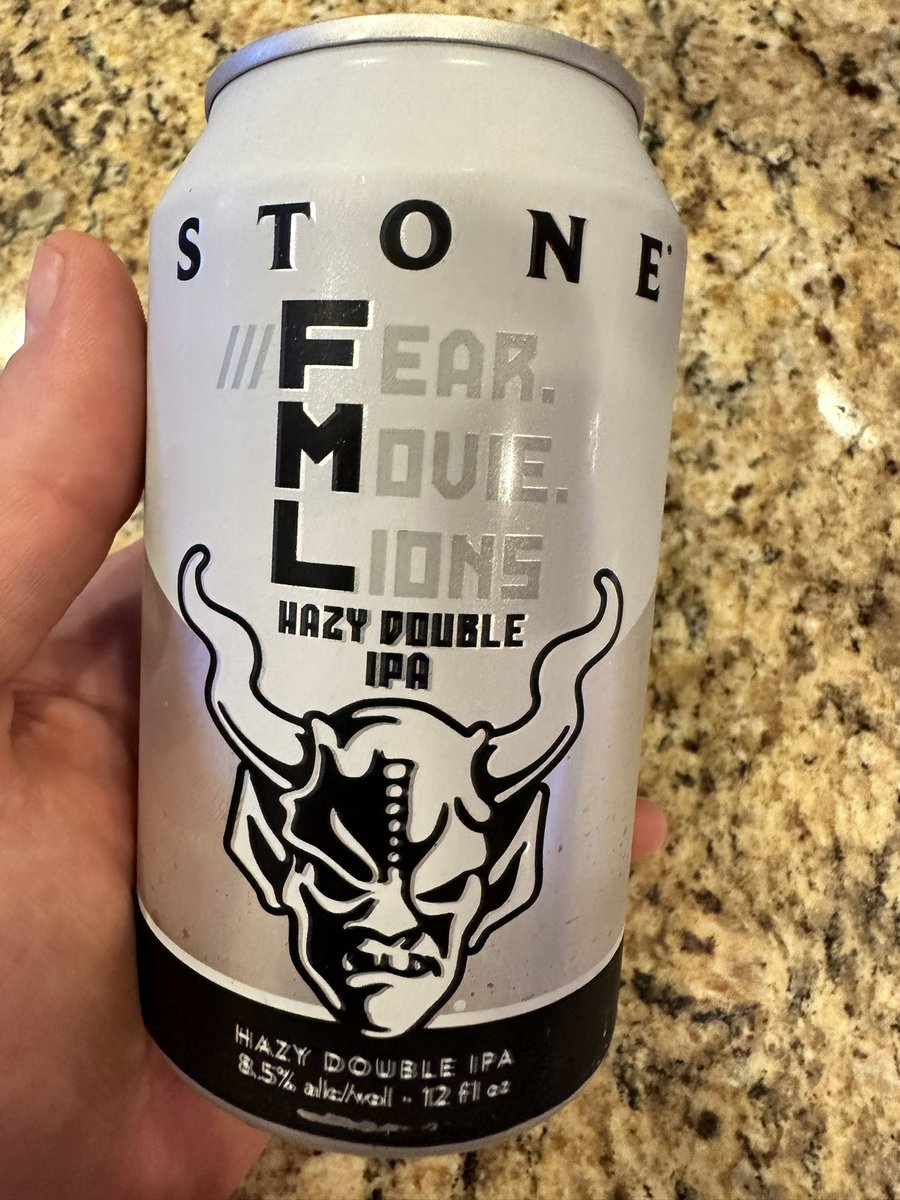 STONE®
///FEAR.
MOVIE.
LIONS
HAZY DOUBLE
IPA
HAZY DOUBLE IPA
8.5% alc/vol - 12 fl oz